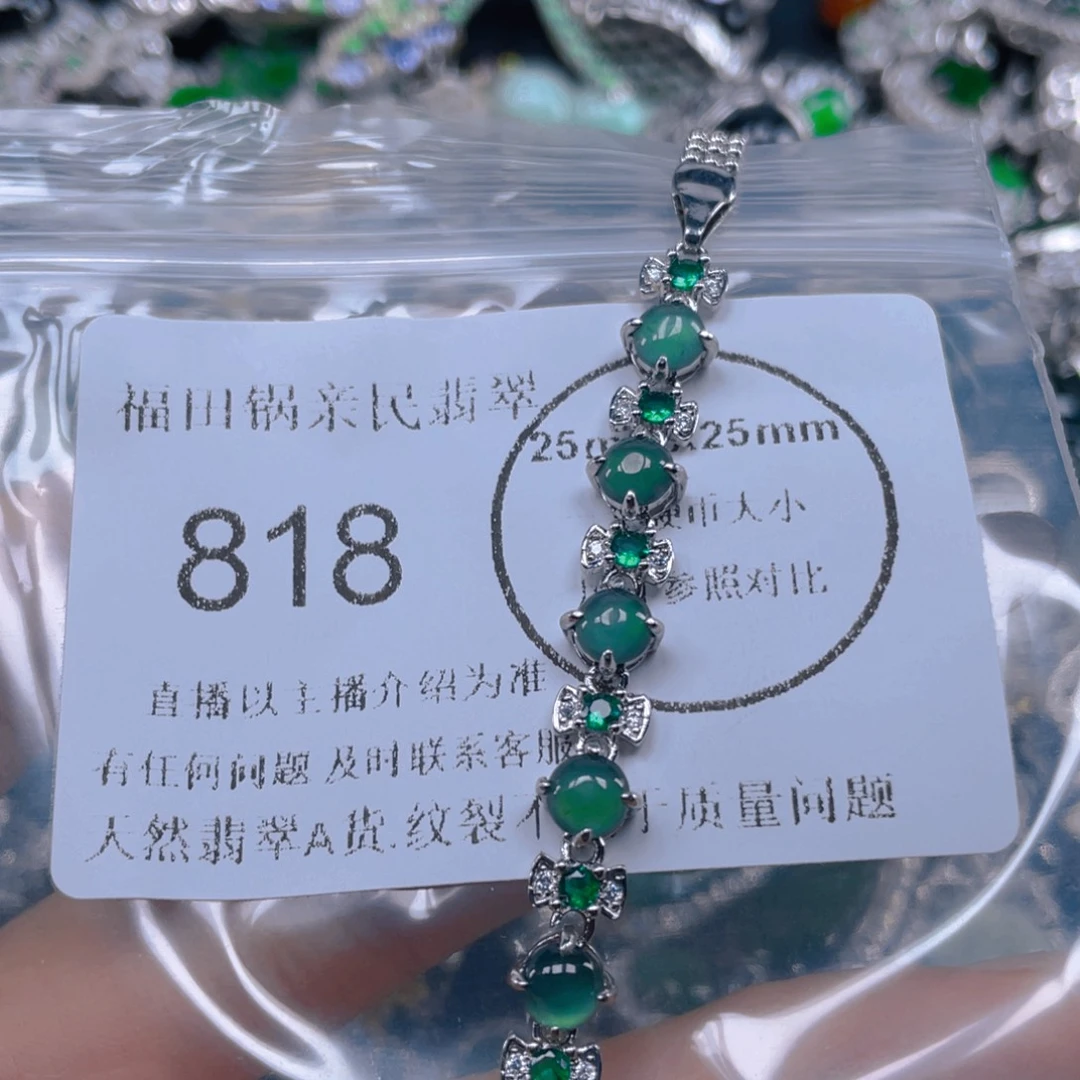 福田锅亲民翡翠
818
25mm
币大小
参照对比
直播以主播介绍为准
有任何问题及时联系客服
天然翡翠A货.纹裂不 于质量问题